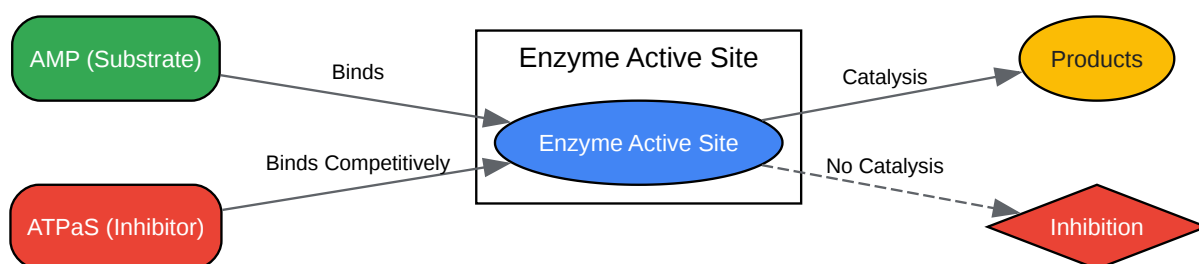 AMP (Substrate)
Binds
Enzyme Active Site
Enzyme Active Site
Catalysis
Products
ATPaS (Inhibitor)
Binds Competitively
No Catalysis
Inhibition